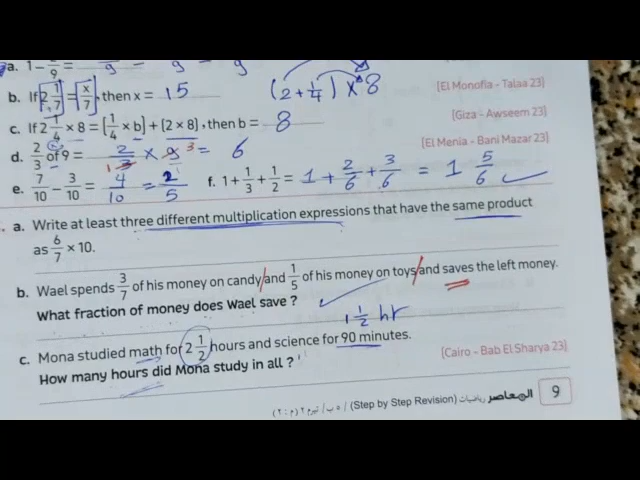 a. 1 - /9 = /9 - /9 = /9
b. If 2 1/7 = x/7, then x = 15
(2 + 1/4) × 8
[El Monofia - Talaa 23]
c. If 2 1/4 × 8 = [1/4 × b] + [2 × 8], then b = 8
[Giza - Awseem 23]
d. 2/3 of 9 = 2/3 × 9 3 = 6
[El Menia - Bani Mazar 23]
e. 7/10 - 3/10 = 4/10 = 2/5 f. 1 + 1/3 + 1/2 = 1 + 2/6 + 3/6 = 1 5/6
a. Write at least three different multiplication expressions that have the same product
as 6/7 × 10.
b. Wael spends 3/7 of his money on candy and 1/5 of his money on toys and saves the left money.
What fraction of money does Wael save ?
1 1/2 hr
c. Mona studied math for 2 1/2 hours and science for 90 minutes.
How many hours did Mona study in all ?
[Cairo - Bab El Sharya 23]
المعاصر رياضيات (Step by Step Revision) / ٥ ب / تيرم ٢ (م : ٢) 9